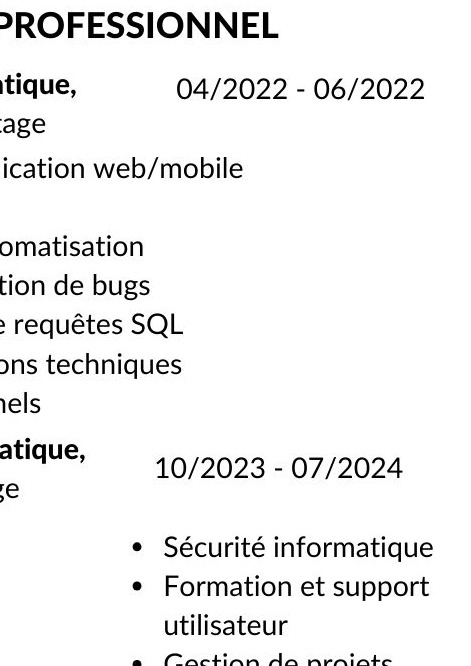 PROFESSIONNEL
atique,
04/2022 - 06/2022
tage
ication web/mobile
omatisation
tion de bugs
e requêtes SQL
ons techniques
nels
atique,
10/2023 - 07/2024
ge
• Sécurité informatique
• Formation et support
utilisateur
• Gestion de projets